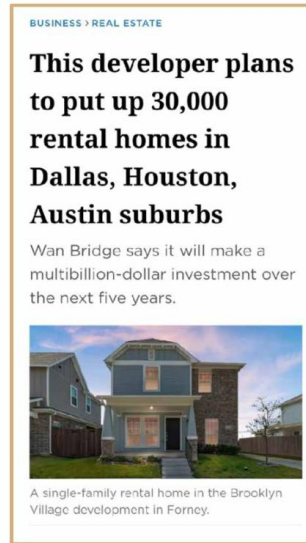 BUSINESS > REAL ESTATE
This developer plans
to put up 30,000
rental homes in
Dallas, Houston,
Austin suburbs
Wan Bridge says it will make a
multibillion-dollar investment over
the next five years.
A single-family rental home in the Brooklyn
Village development in Forney.